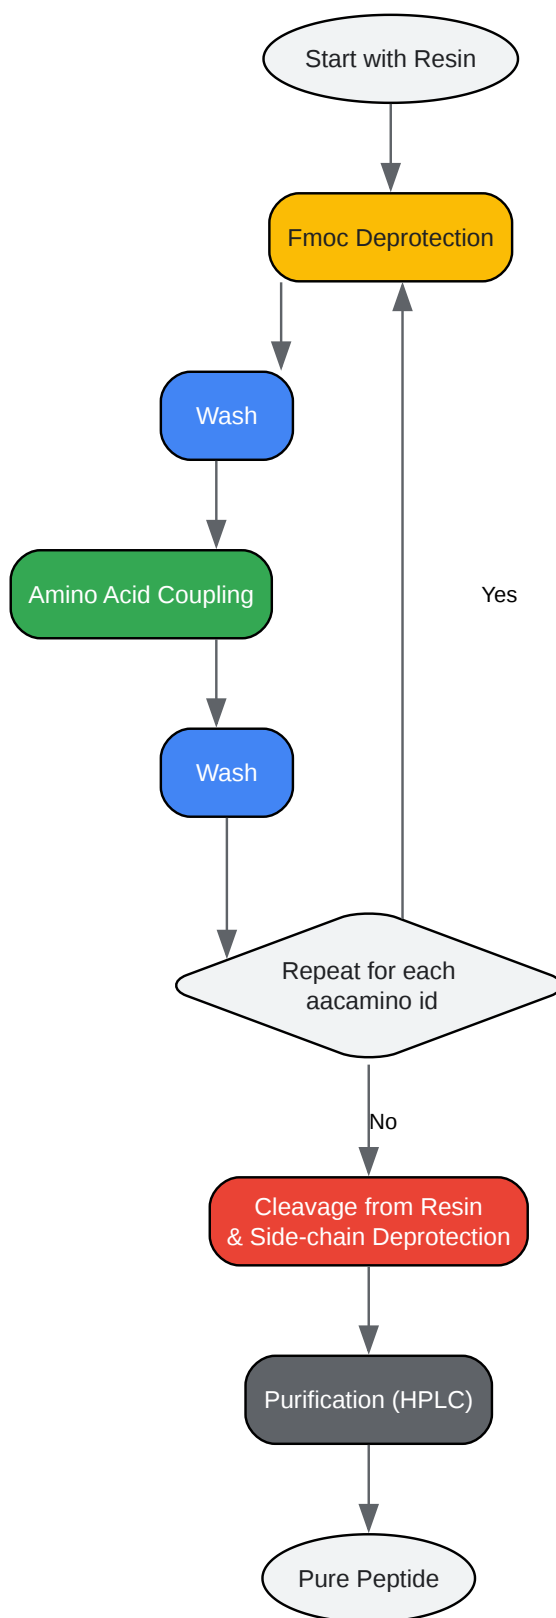 Start with Resin
Fmoc Deprotection
Wash
Amino Acid Coupling
Yes
Wash
Repeat for each
aacamino id
No
Cleavage from Resin
& Side-chain Deprotection
Purification (HPLC)
Pure Peptide